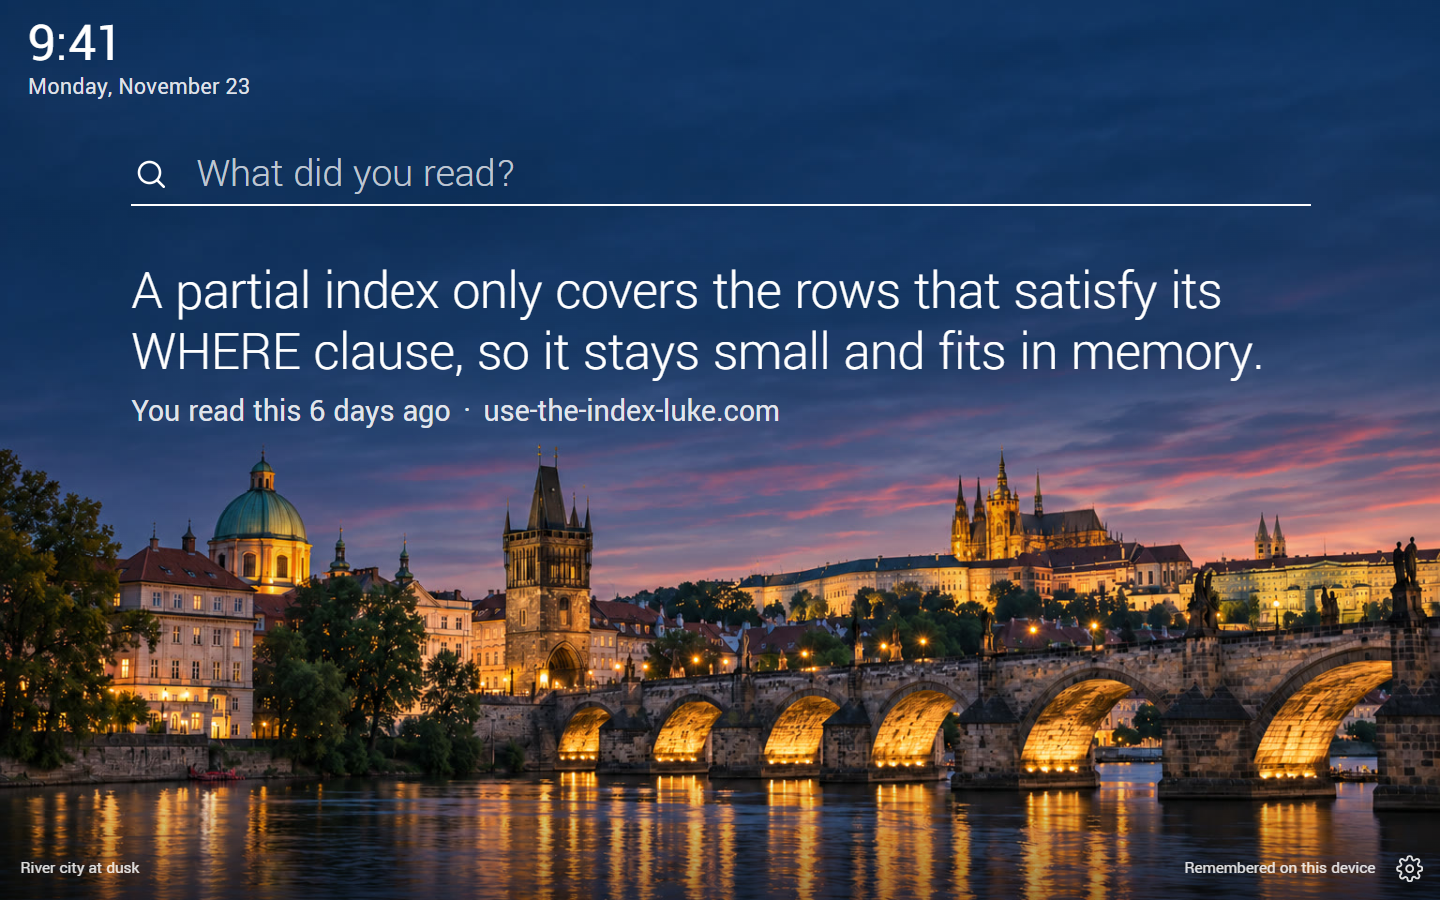 9:41
Monday, November 23
What did you read?
A partial index only covers the rows that satisfy its
WHERE clause, so it stays small and fits in memory.
You read this 6 days ago · use-the-index-luke.com
River city at dusk
Remembered on this device